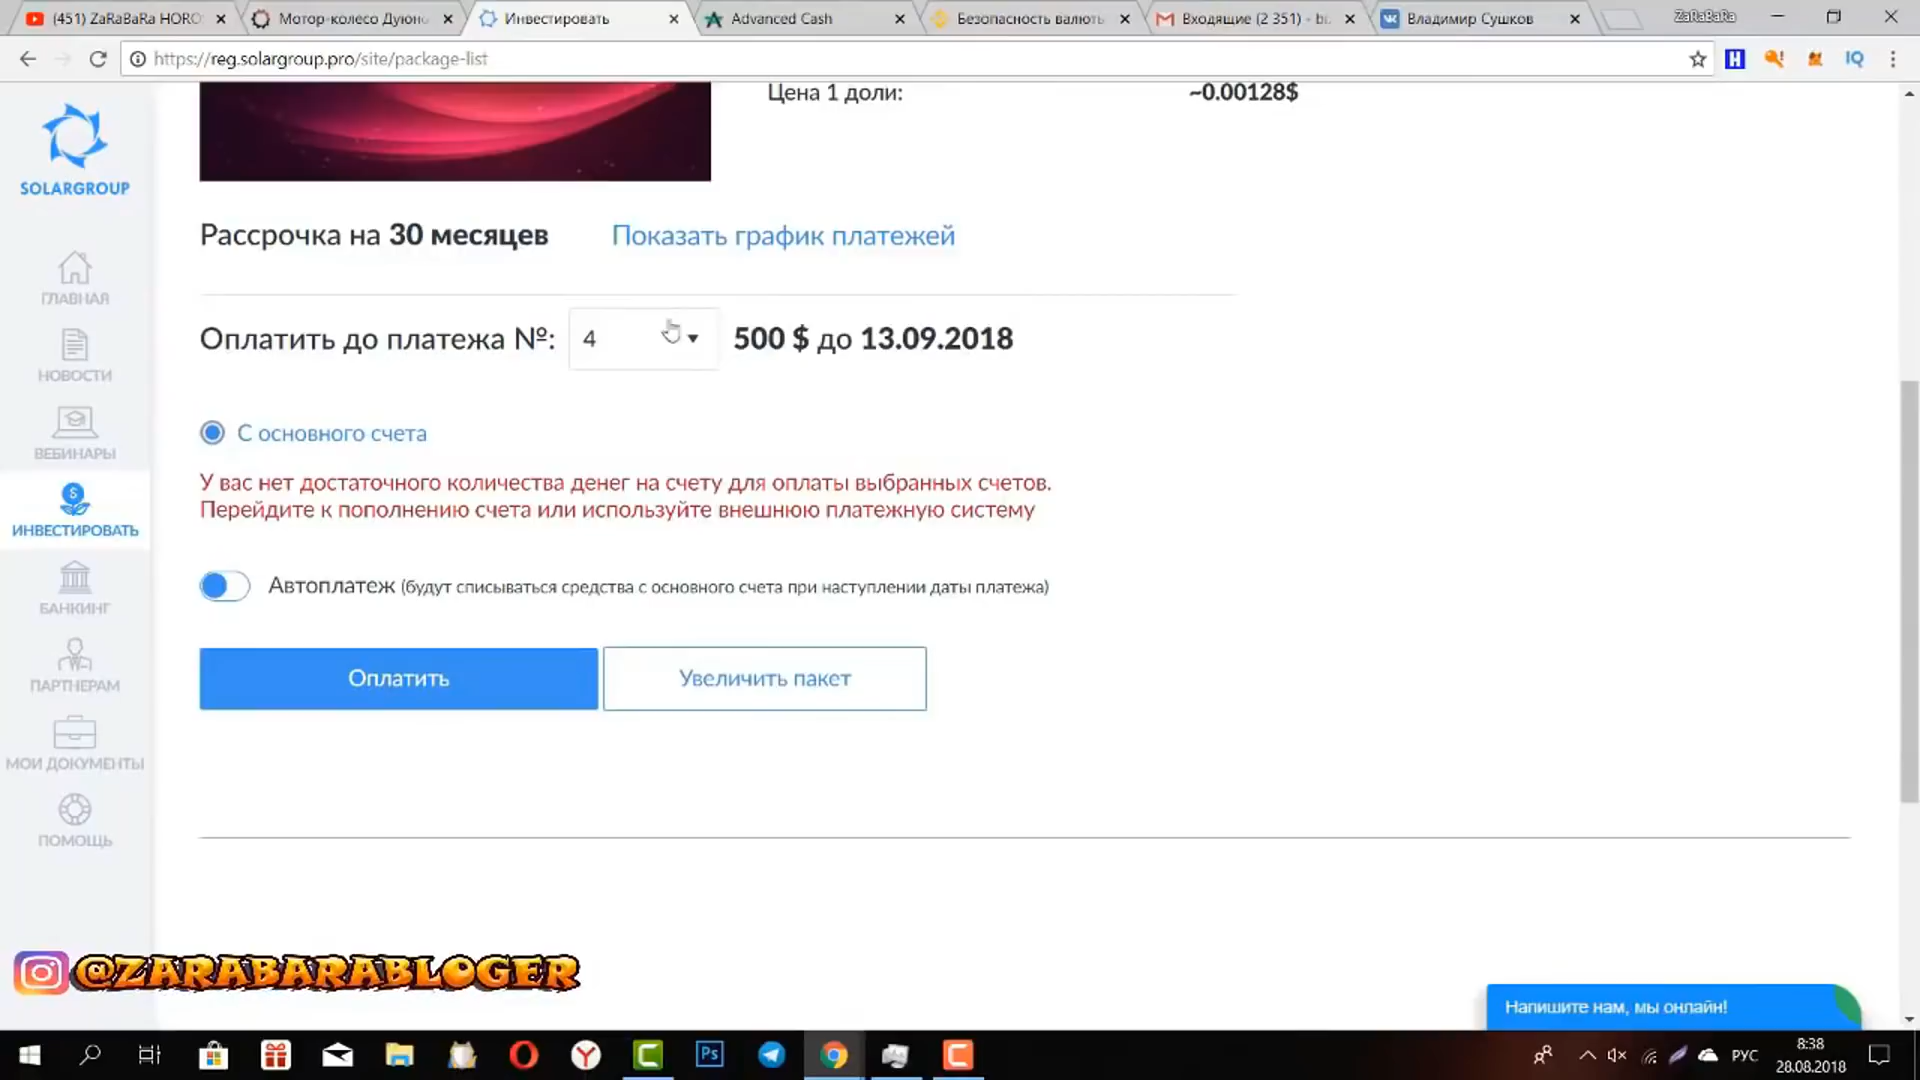 (451) ZaRaBaRa HORO
Мотор-колесо Дуюно
Инвестировать
Advanced Cash
Безопасность валюты
Входящие (2 351) - bi
Владимир Сушков
ZaRaBaRa
https://reg.solargroup.pro/site/package-list
H
IQ
SOLARGROUP
ГЛАВНАЯ
НОВОСТИ
ВЕБИНАРЫ
ИНВЕСТИРОВАТЬ
БАНКИНГ
ПАРТНЕРАМ
МОИ ДОКУМЕНТЫ
ПОМОЩЬ
Цена 1 доли: ~0.00128$
Рассрочка на 30 месяцев Показать график платежей
Оплатить до платежа №: 4 500 $ до 13.09.2018
С основного счета
У вас нет достаточного количества денег на счету для оплаты выбранных счетов.
Перейдите к пополнению счета или используйте внешнюю платежную систему
Автоплатеж (будут списываться средства с основного счета при наступлении даты платежа)
Оплатить Увеличить пакет
@ZARABARABLOGER
Напишите нам, мы онлайн!
Ps
РУС
8:38
28.08.2018